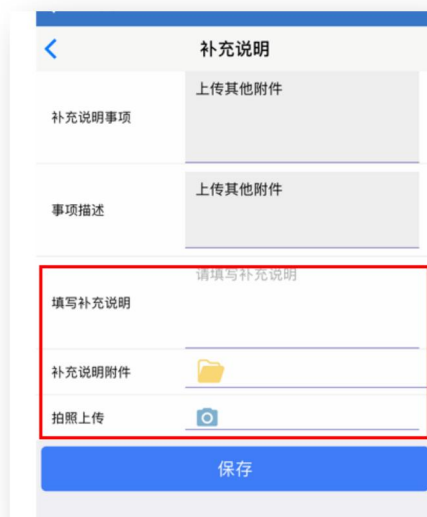 补充说明
补充说明事项
上传其他附件
事项描述
上传其他附件
填写补充说明
请填写补充说明
补充说明附件
拍照上传
保存